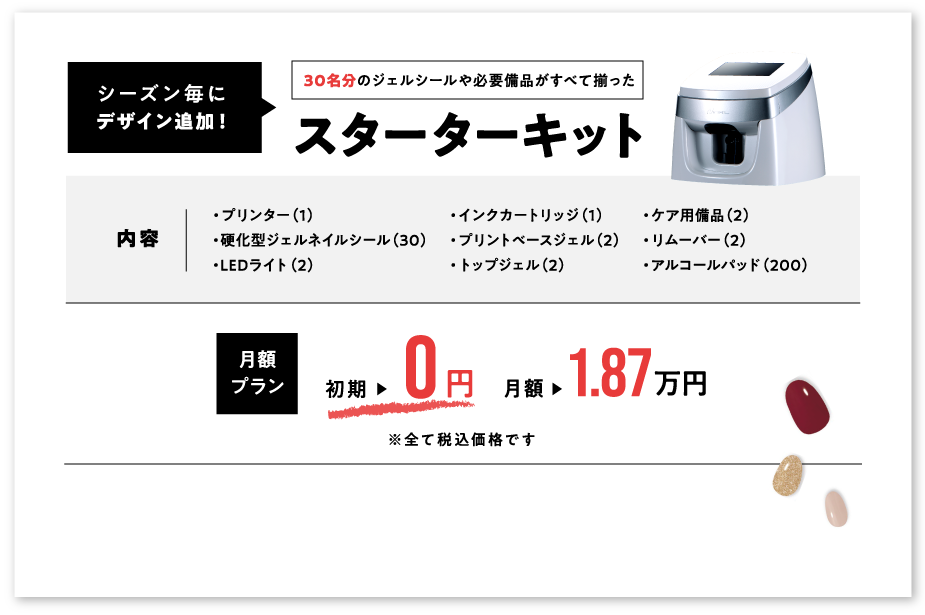 シーズン毎に
デザイン追加！
30名分のジェルシールや必要備品がすべて揃った
スターターキット
内容
・プリンター（1）
・硬化型ジェルネイルシール（30）
・LEDライト（2）
・インクカートリッジ（1）
・プリントベースジェル（2）
・トップジェル（2）
・ケア用備品（2）
・リムーバー（2）
・アルコールパッド（200）
月額
プラン
初期▶0円
月額▶1.87万円
※全て税込価格です